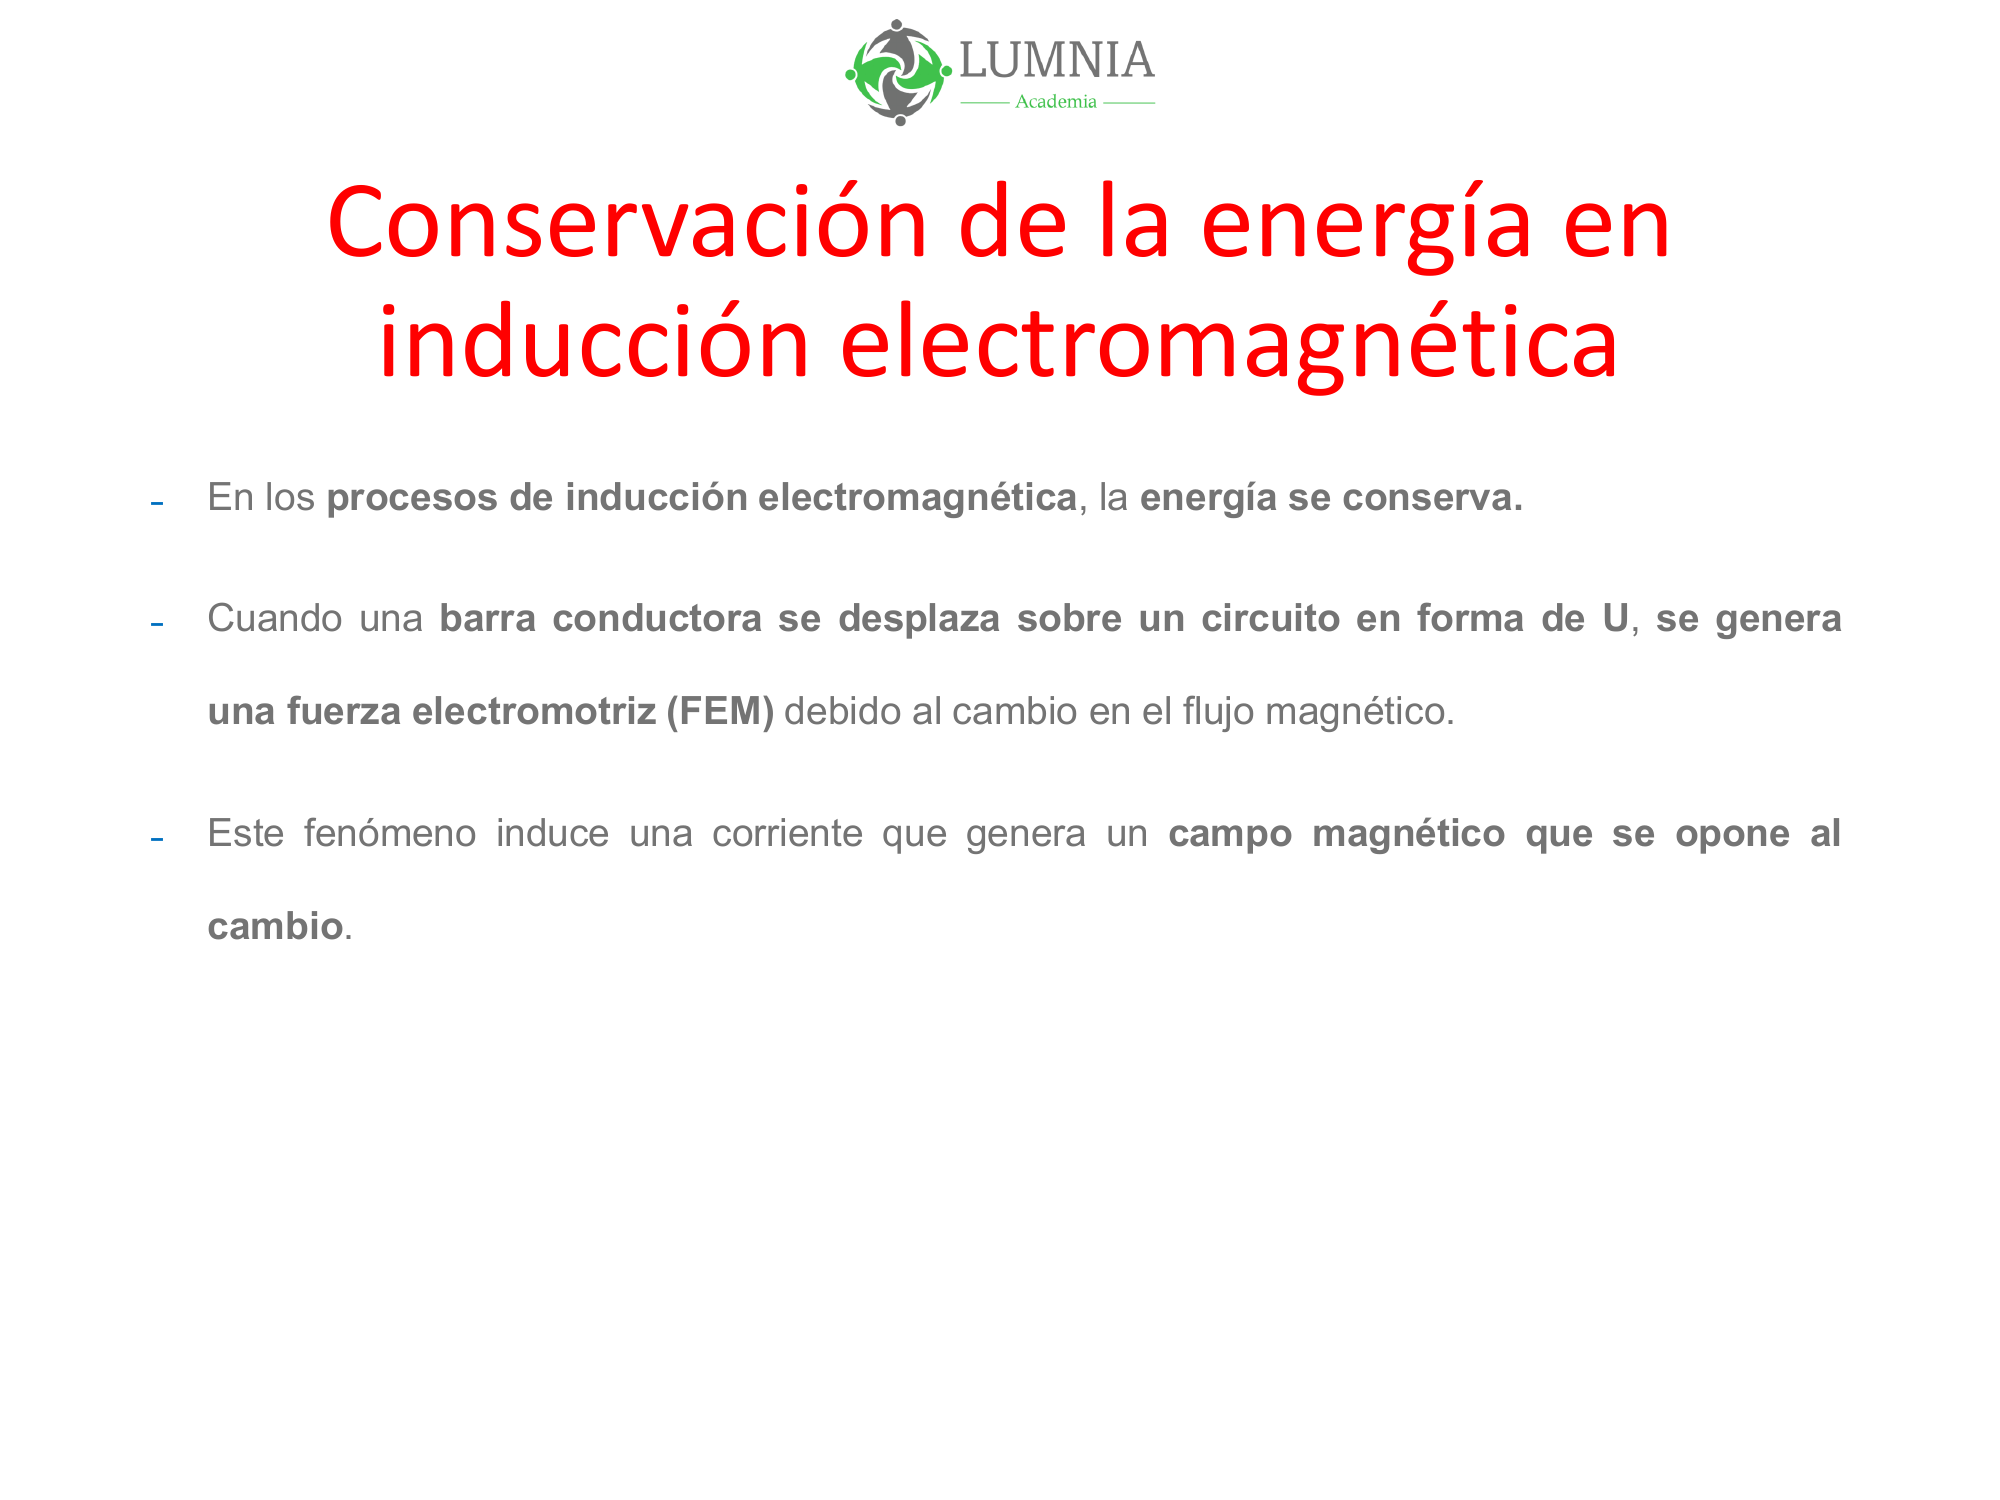 LUMNIA
Academia
Conservación de la energía en
inducción electromagnética
- En los procesos de inducción electromagnética, la energía se conserva.
- Cuando una barra conductora se desplaza sobre un circuito en forma de U, se genera
una fuerza electromotriz (FEM) debido al cambio en el flujo magnético.
- Este fenómeno induce una corriente que genera un campo magnético que se opone al
cambio.